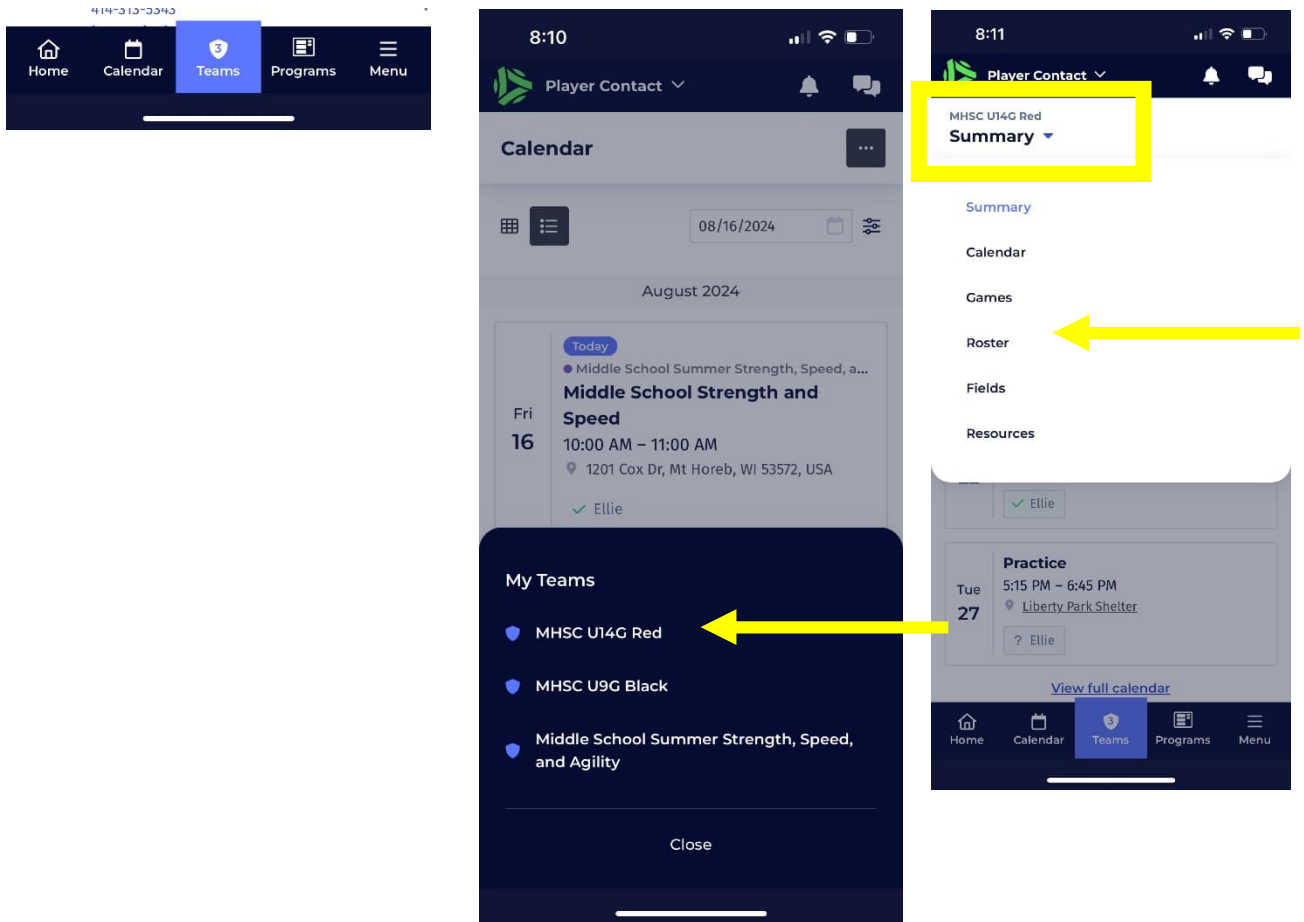 414-313-5343
Home Calendar 3 Teams Programs Menu
8:10
Player Contact
Calendar
08/16/2024
August 2024
Today
Middle School Summer Strength, Speed, a...
Middle School Strength and
Speed
Fri
16
10:00 AM – 11:00 AM
1201 Cox Dr, Mt Horeb, WI 53572, USA
Ellie
My Teams
MHSC U14G Red
MHSC U9G Black
Middle School Summer Strength, Speed,
and Agility
Close
8:11
Player Contact
MHSC U14G Red
Summary
Summary
Calendar
Games
Roster
Fields
Resources
Ellie
Practice
Tue
27
5:15 PM – 6:45 PM
Liberty Park Shelter
? Ellie
View full calendar
Home Calendar 3 Teams Programs Menu